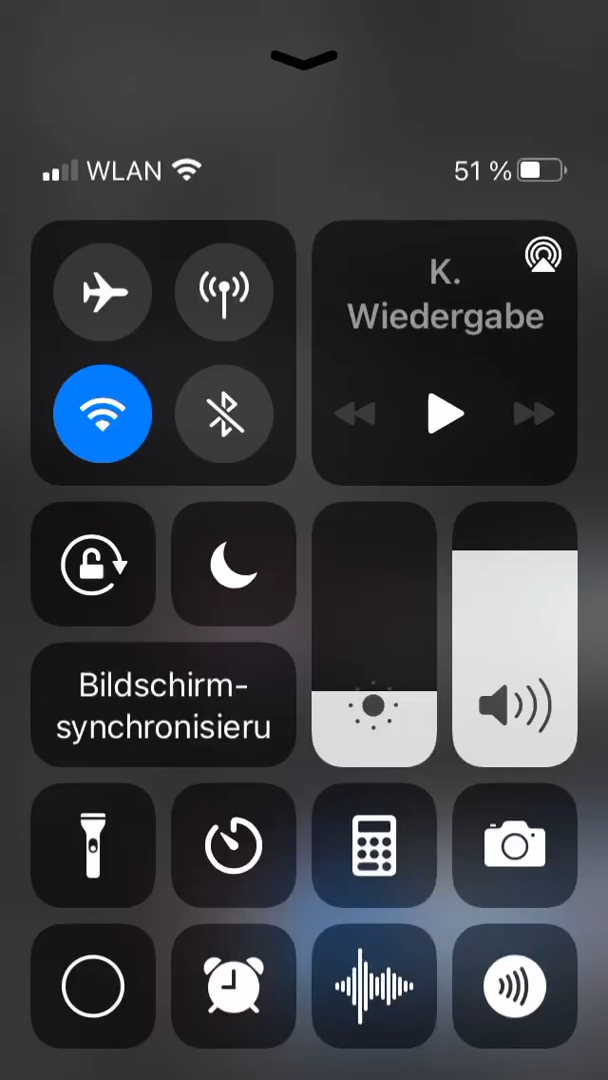 WLAN
51 %
K.
Wiedergabe
Bildschirm-
synchronisieru